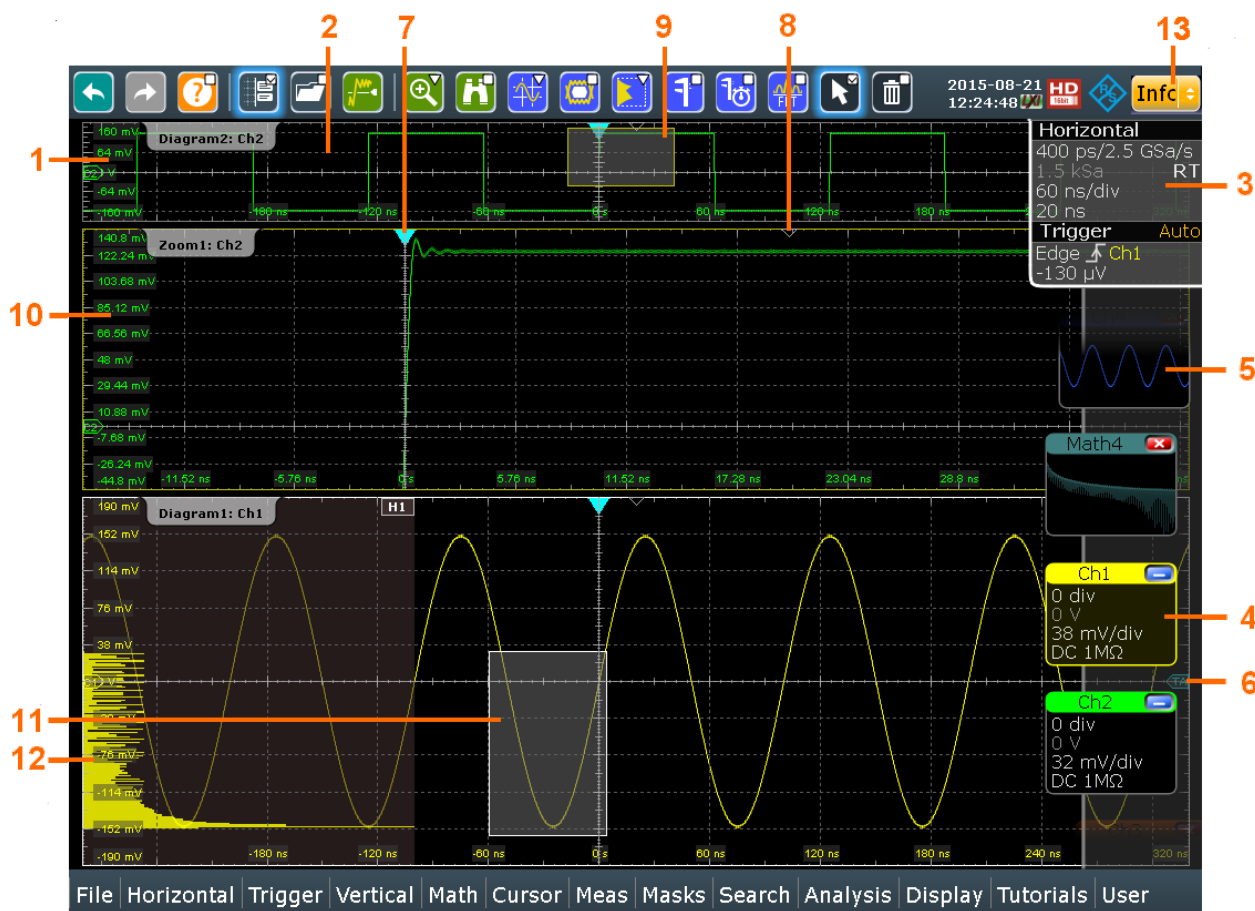 2 7 9 8 13
2015-08-21
12:24:48
HD
16bit
R&S
Info
FFT
1
160 mV
64 mV
C2 0 V
-64 mV
-160 mV
Diagram2: Ch2
-180 ns -120 ns -60 ns 0 s 60 ns 120 ns 180 ns
Horizontal
400 ps/2.5 GSa/s
1.5 kSa RT
60 ns/div
20 ns
3
Trigger Auto
Edge Ch1
-130 µV
140.8 mV
Zoom1: Ch2
122.24 mV
103.68 mV
10
85.12 mV
66.56 mV
48 mV
29.44 mV
10.88 mV
C2
-7.68 mV
-26.24 mV
-44.8 mV
-11.52 ns -5.76 ns 0 s 5.76 ns 11.52 ns 17.28 ns 23.04 ns 28.8 ns ns
5
Math4
190 mV
Diagram1: Ch1
H1
152 mV
114 mV
76 mV
38 mV
-76 mV
-114 mV
-152 mV
-190 mV
11
12
-180 ns -120 ns -60 ns 0 s 60 ns 120 ns 180 ns 240 ns 320 ns
Ch1
0 div
0 V
38 mV/div
DC 1MΩ
4
TA
6
Ch2
0 div
0 V
32 mV/div
DC 1MΩ
File Horizontal Trigger Vertical Math Cursor Meas Masks Search Analysis Display Tutorials User